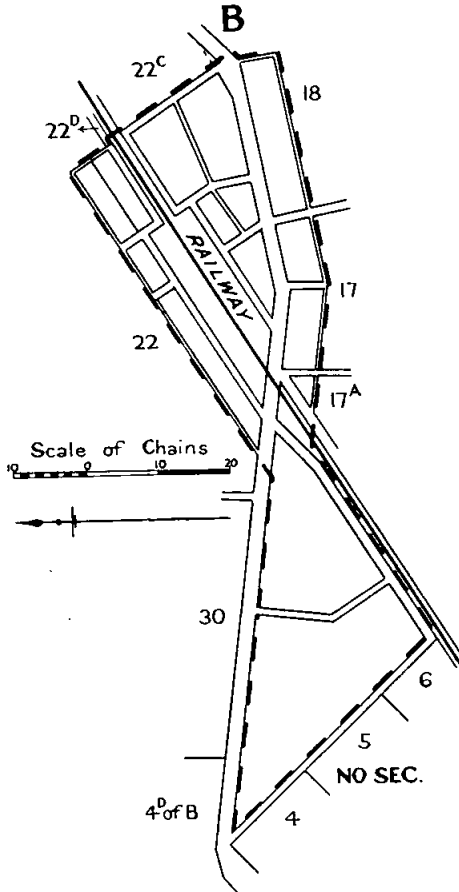 B
22C
18
22D
RAILWAY
17
22
17A
Scale of Chains
10 0 10 20
30
6
5
NO SEC.
4D of B
4